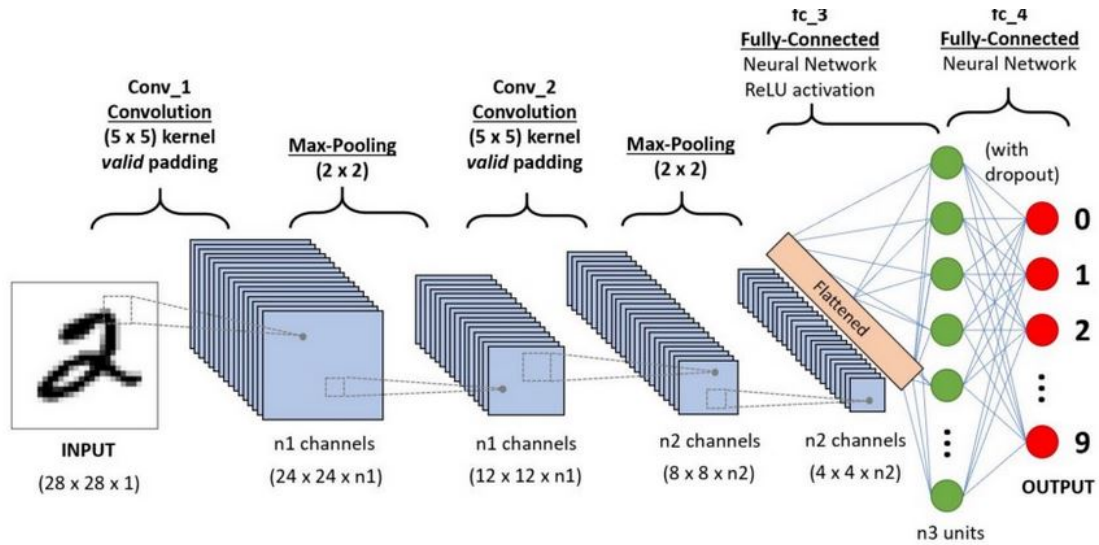 fc_3
Fully-Connected
Neural Network
ReLU activation
fc_4
Fully-Connected
Neural Network
Conv_1
Convolution
(5 x 5) kernel
valid padding
Max-Pooling
(2 x 2)
Conv_2
Convolution
(5 x 5) kernel
valid padding
Max-Pooling
(2 x 2)
(with
dropout)
Flattened
0
1
2
9
INPUT
(28 x 28 x 1)
n1 channels
(24 x 24 x n1)
n1 channels
(12 x 12 x n1)
n2 channels
(8 x 8 x n2)
n2 channels
(4 x 4 x n2)
OUTPUT
n3 units